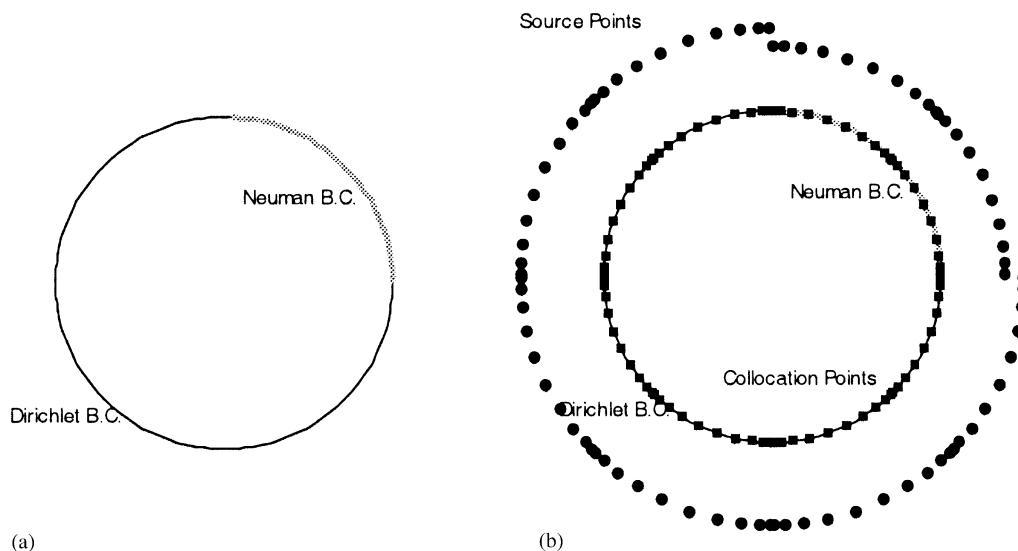 Source Points
Neuman B.C.
Neuman B.C.
Collocation Points
Dirichlet B.C.
Dirichlet B.C.
(a)
(b)